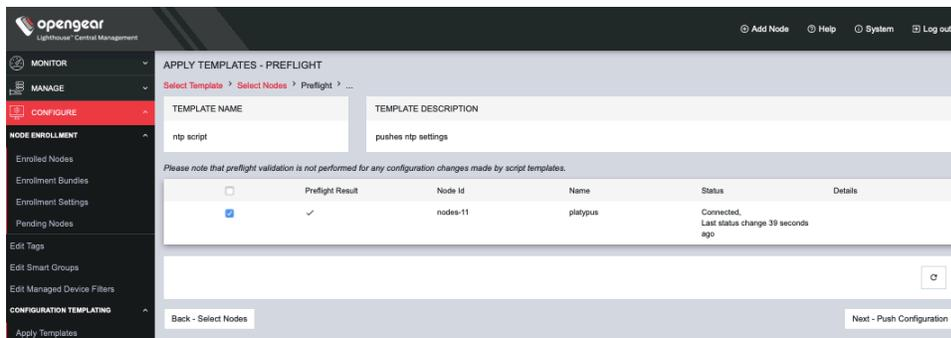 opengear
Lighthouse™ Central Management
Add Node
Help
System
Log out
MONITOR
MANAGE
CONFIGURE
NODE ENROLLMENT
Enrolled Nodes
Enrollment Bundles
Enrollment Settings
Pending Nodes
Edit Tags
Edit Smart Groups
Edit Managed Device Filters
CONFIGURATION TEMPLATING
Apply Templates
APPLY TEMPLATES - PREFLIGHT
Select Template > Select Nodes > Preflight > ...
TEMPLATE NAME
ntp script
TEMPLATE DESCRIPTION
pushes ntp settings
Please note that preflight validation is not performed for any configuration changes made by script templates.
Preflight Result Node Id Name Status Details
nodes-11 platypus Connected,
Last status change 39 seconds
ago
Back - Select Nodes
Next - Push Configuration